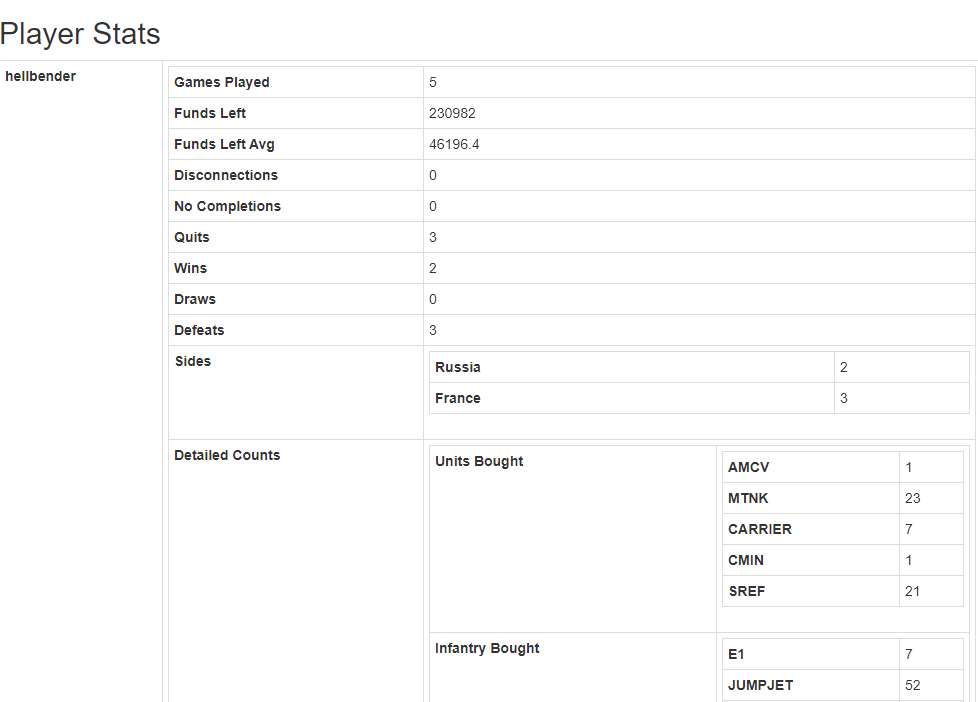 Player Stats
hellbender
Games Played 5
Funds Left 230982
Funds Left Avg 46196.4
Disconnections 0
No Completions 0
Quits 3
Wins 2
Draws 0
Defeats 3
Sides
Russia 2
France 3
Detailed Counts
Units Bought
AMCV 1
MTNK 23
CARRIER 7
CMIN 1
SREF 21
Infantry Bought
E1 7
JUMPJET 52